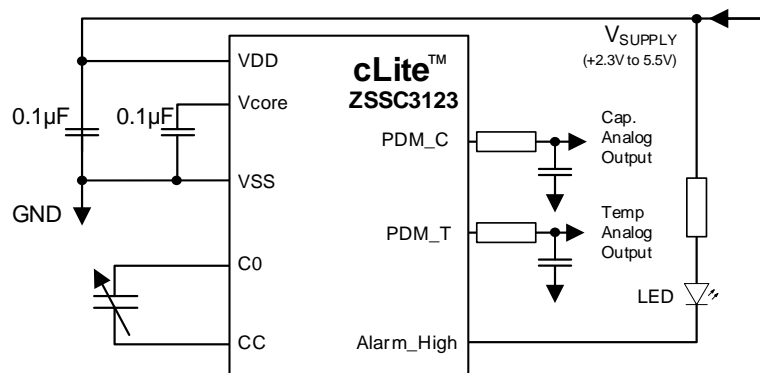 V SUPPLY
(+2.3V to 5.5V)
cLite™
ZSSC3123
VDD
Vcore
0.1µF
0.1µF
VSS
GND
PDM_C
Cap.
Analog
Output
PDM_T
Temp
Analog
Output
C0
CC
LED
Alarm_High